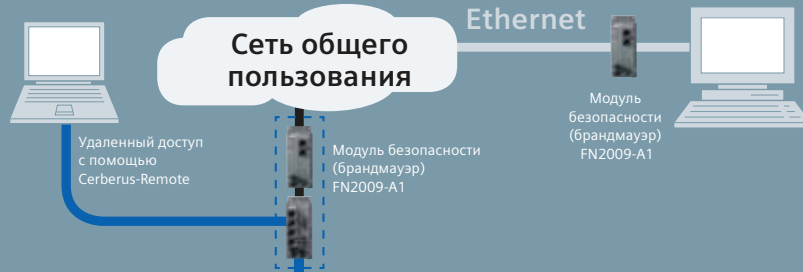 Ethernet
Сеть общего
пользования
Модуль
безопасности
(брандмауэр)
FN2009-A1
Удаленный доступ
с помощью
Cerberus-Remote
Модуль безопасности
(брандмауэр)
FN2009-A1